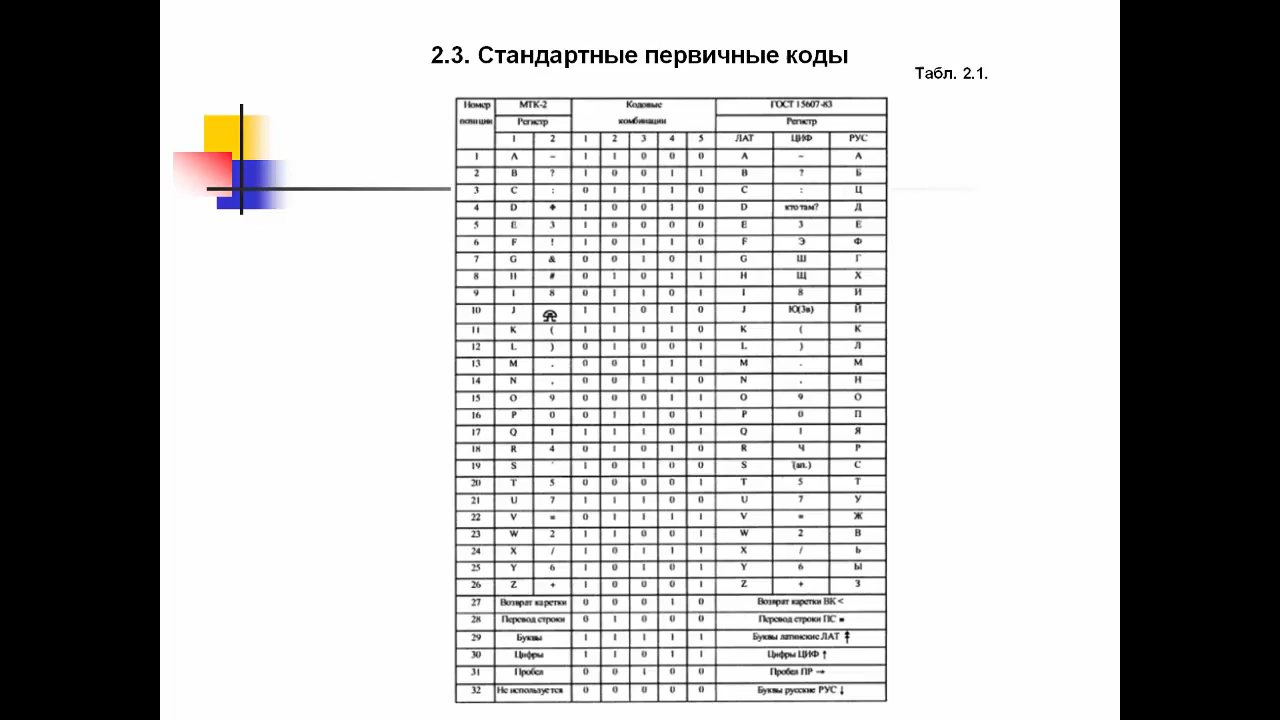 2.3. Стандартные первичные коды
Табл. 2.1.
Номер позиции МТК-2 Кодовые комбинации ГОСТ 15607-83
Регистр Регистр
1 2 1 2 3 4 5 ЛАТ ЦИФ РУС
1 A – 1 1 0 0 0 A – А
2 B ? 1 0 0 1 1 B ? Б
3 C : 0 1 1 1 0 C : Ц
4 D 1 0 0 1 0 D кто там? Д
5 E 3 1 0 0 0 0 E 3 Е
6 F ! 1 0 1 1 0 F Э Ф
7 G & 0 0 1 0 1 G Ш Г
8 H # 0 1 0 1 1 H Щ Х
9 I 8 0 1 1 0 1 I 8 И
10 J 1 1 0 1 0 J Ю(Зв) Й
11 K ( 1 1 1 1 0 K ( К
12 L ) 0 1 0 0 1 L ) Л
13 M . 0 0 1 1 1 M . М
14 N , 0 0 1 1 0 N , Н
15 O 9 0 0 0 1 1 O 9 О
16 P 0 0 1 1 0 1 P 0 П
17 Q 1 1 1 1 0 1 Q 1 Я
18 R 4 0 1 0 1 0 R Ч Р
19 S ´ 1 0 1 0 0 S '(ап.) С
20 T 5 0 0 0 0 1 T 5 Т
21 U 7 1 1 1 0 0 U 7 У
22 V = 0 1 1 1 1 V = Ж
23 W 2 1 1 0 0 1 W 2 В
24 X / 1 0 1 1 1 X / Ь
25 Y 6 1 0 1 0 1 Y 6 Ы
26 Z + 1 0 0 0 1 Z + З
27 Возврат каретки 0 0 0 1 0 Возврат каретки ВК <
28 Перевод строки 0 1 0 0 0 Перевод строки ПС ≡
29 Буквы 1 1 1 1 1 Буквы латинские ЛАТ
30 Цифры 1 1 0 1 1 Цифры ЦИФ ↑
31 Пробел 0 0 1 0 0 Пробел ПР →
32 Не используется 0 0 0 0 0 Буквы русские РУС ↓